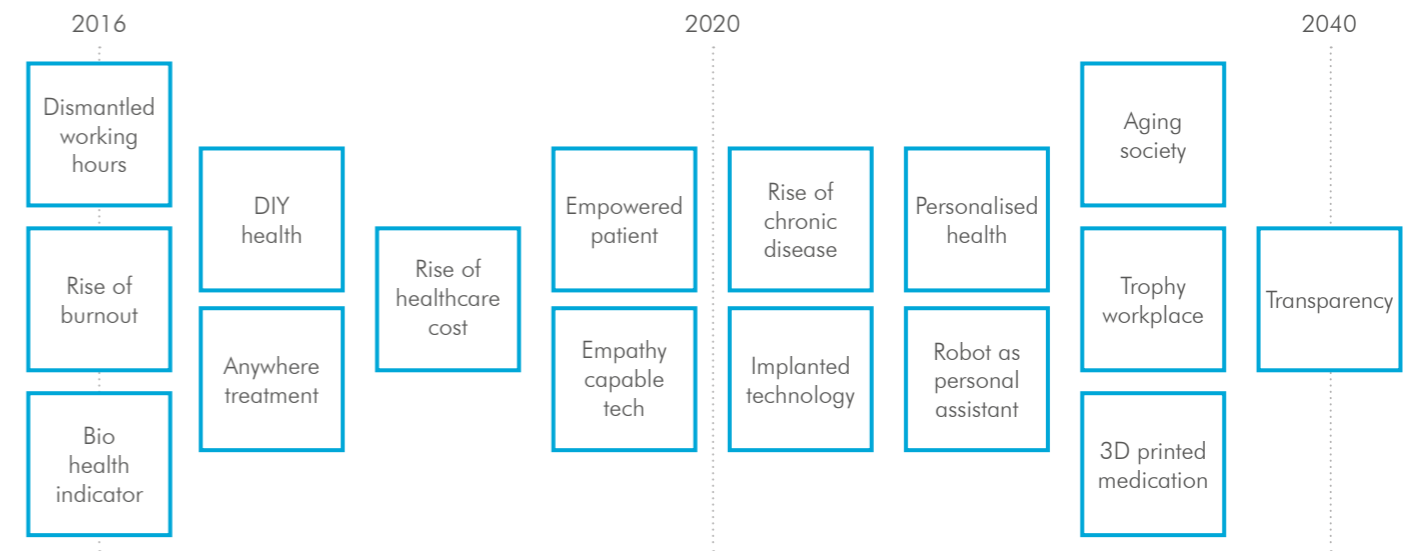 2016
2020
2040
Dismantled
working
hours
Rise of
burnout
Bio
health
indicator
DIY
health
Anywhere
treatment
Rise of
healthcare
cost
Empowered
patient
Empathy
capable
tech
Rise of
chronic
disease
Implanted
technology
Personalised
health
Robot as
personal
assistant
Aging
society
Trophy
workplace
3D printed
medication
Transparency